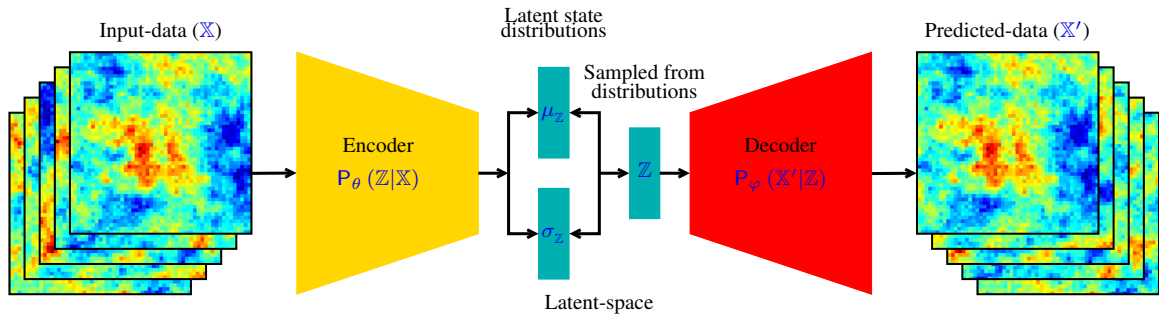 Input-data (𝕏)
Encoder
P_θ (ℤ|𝕏)
Latent state
distributions
μ_ℤ
σ_ℤ
Latent-space
Sampled from
distributions
ℤ
Decoder
P_φ (𝕏′|ℤ)
Predicted-data (𝕏′)